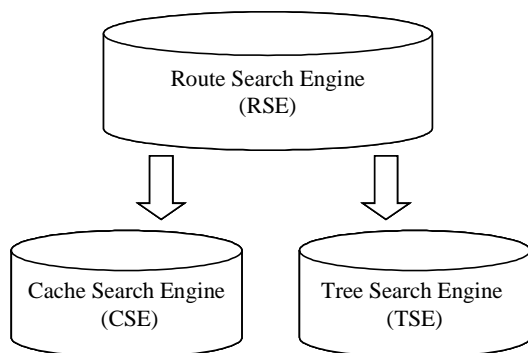 Route Search Engine
(RSE)
Cache Search Engine
(CSE)
Tree Search Engine
(TSE)